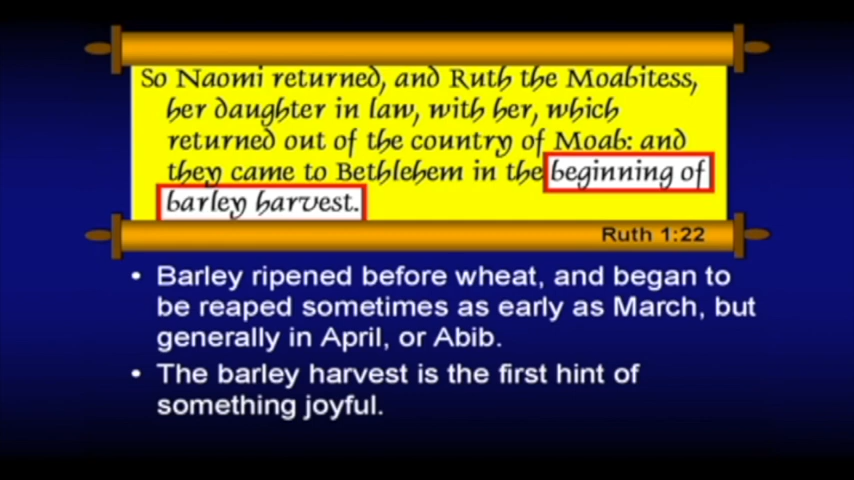 So Naomi returned, and Ruth the Moabitess,
her daughter in law, with her, which
returned out of the country of Moab: and
they came to Bethlehem in the beginning of
barley harvest.
Ruth 1:22
• Barley ripened before wheat, and began to
be reaped sometimes as early as March, but
generally in April, or Abib.
• The barley harvest is the first hint of
something joyful.